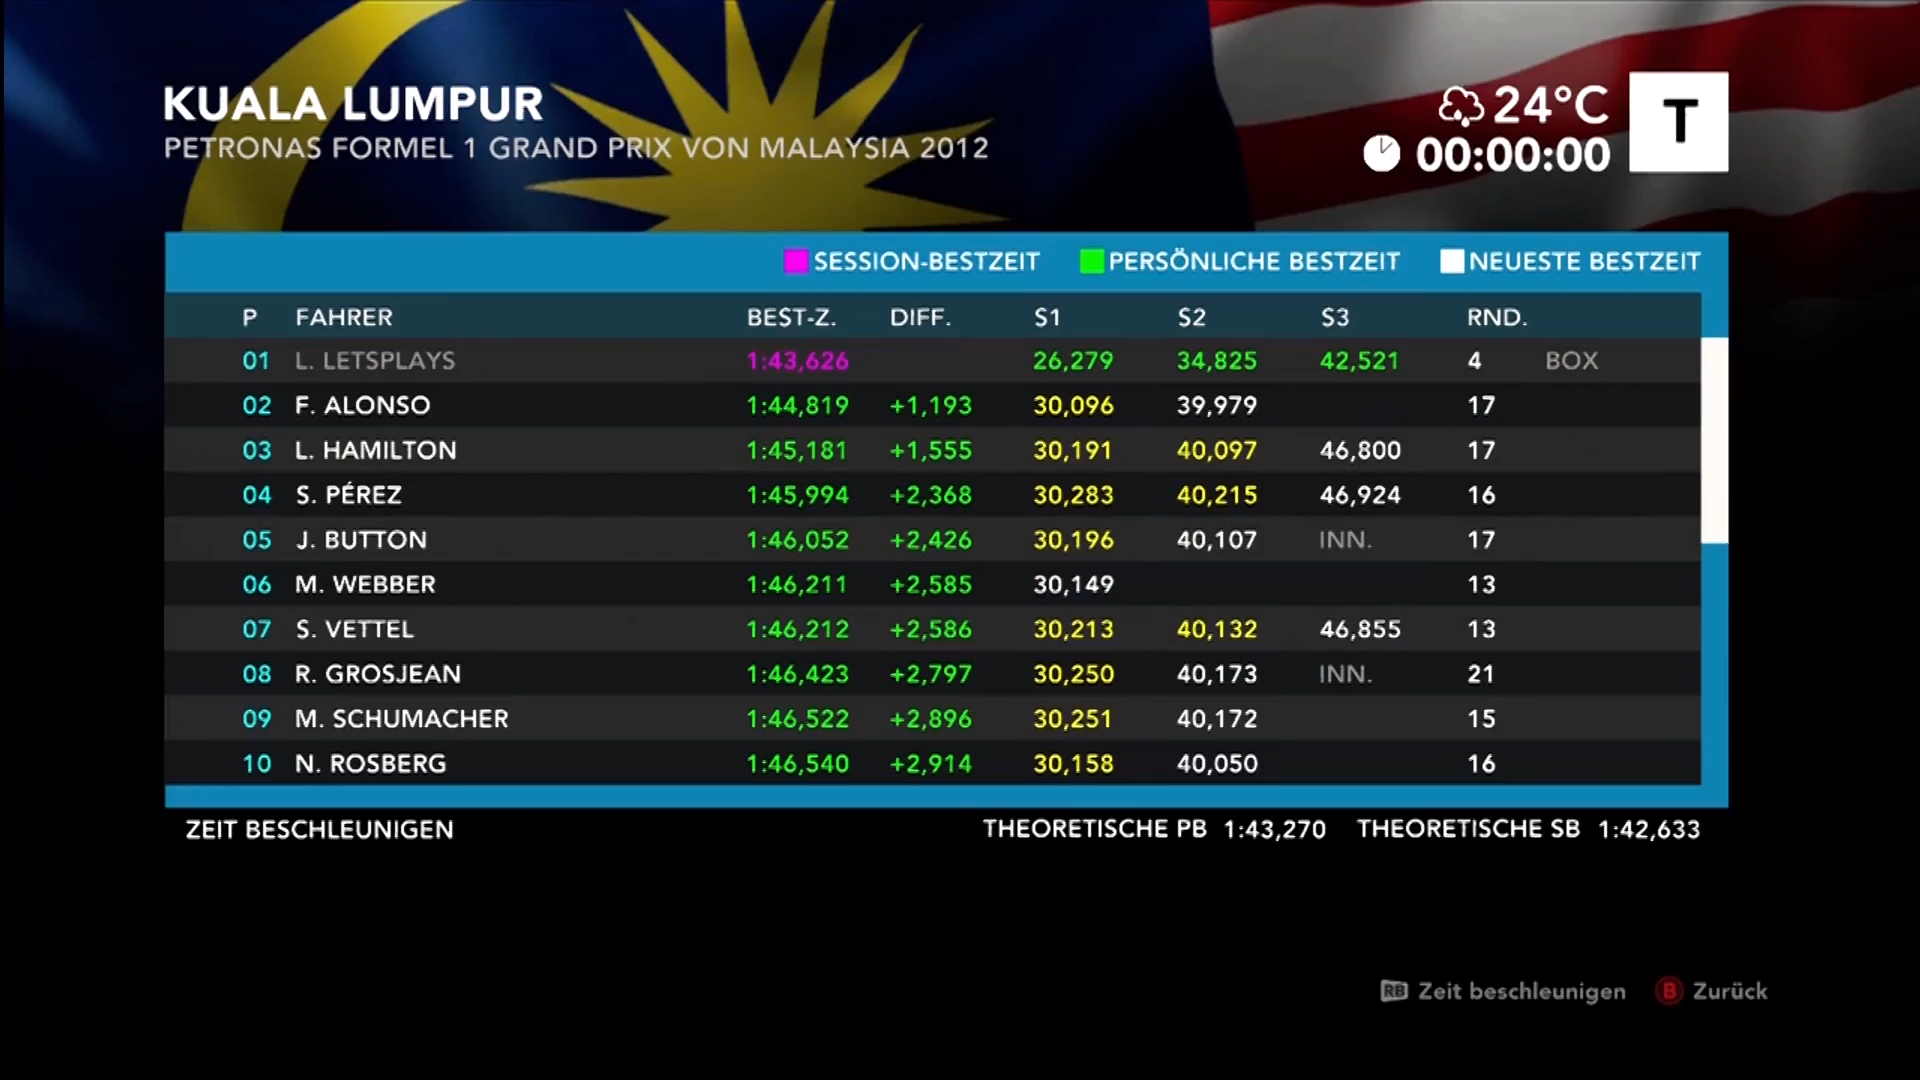 KUALA LUMPUR
PETRONAS FORMEL 1 GRAND PRIX VON MALAYSIA 2012
24°C
00:00:00
T
SESSION-BESTZEIT PERSÖNLICHE BESTZEIT NEUESTE BESTZEIT
P FAHRER BEST-Z. DIFF. S1 S2 S3 RND.
01 L. LETSPLAYS 1:43,626 26,279 34,825 42,521 4 BOX
02 F. ALONSO 1:44,819 +1,193 30,096 39,979 17
03 L. HAMILTON 1:45,181 +1,555 30,191 40,097 46,800 17
04 S. PÉREZ 1:45,994 +2,368 30,283 40,215 46,924 16
05 J. BUTTON 1:46,052 +2,426 30,196 40,107 INN. 17
06 M. WEBBER 1:46,211 +2,585 30,149 13
07 S. VETTEL 1:46,212 +2,586 30,213 40,132 46,855 13
08 R. GROSJEAN 1:46,423 +2,797 30,250 40,173 INN. 21
09 M. SCHUMACHER 1:46,522 +2,896 30,251 40,172 15
10 N. ROSBERG 1:46,540 +2,914 30,158 40,050 16
ZEIT BESCHLEUNIGEN THEORETISCHE PB 1:43,270 THEORETISCHE SB 1:42,633
RB Zeit beschleunigen B Zurück